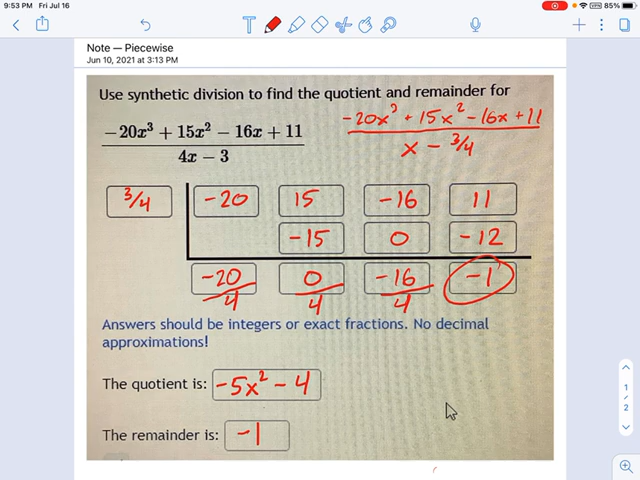 9:53 PM Fri Jul 16
VPN 85%
Note — Piecewise
Jun 10, 2021 at 3:13 PM
Use synthetic division to find the quotient and remainder for
-20x³ + 15x² - 16x + 11
4x - 3
-20x³ + 15x² - 16x + 11
x - 3/4
3/4 -20 15 -16 11
-15 0 -12
-20/4 0/4 -16/4 -1
Answers should be integers or exact fractions. No decimal
approximations!
The quotient is: -5x² - 4
The remainder is: -1
1
2